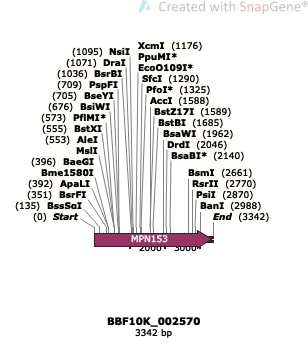 Created with SnapGene®
(1095) NsiI
(1071) DraI
(1036) BsrBI
(709) PspFI
(705) BseYI
(676) BsiWI
(573) PflMI*
(555) BstXI
(553) AleI
MslI
(396) BaeGI
Bme1580I
(392) ApaLI
(351) BsrFI
(135) BssSαI
(0) Start
XcmI (1176)
PpuMI*
EcoO109I*
SfcI (1290)
PfoI* (1325)
AccI (1588)
BstZ17I (1589)
BstBI (1685)
BsaWI (1962)
DrdI (2046)
BsaBI* (2140)
BsmI (2661)
RsrII (2770)
PsiI (2870)
BanI (2988)
End (3342)
MPN153
2000 3000
BBF10K_002570
3342 bp